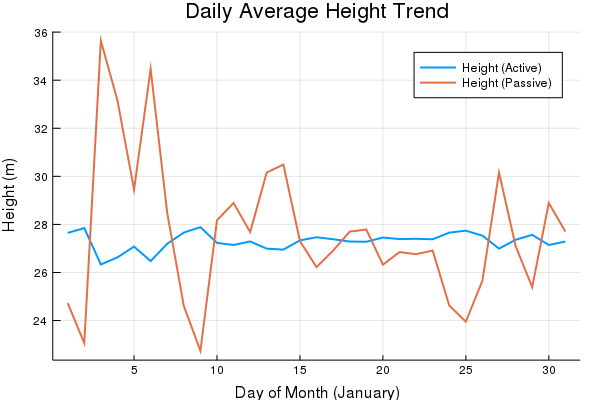 Daily Average Height Trend
Height (Active)
Height (Passive)
Height (m)
36
34
32
30
28
26
24
5
10
15
20
25
30
Day of Month (January)